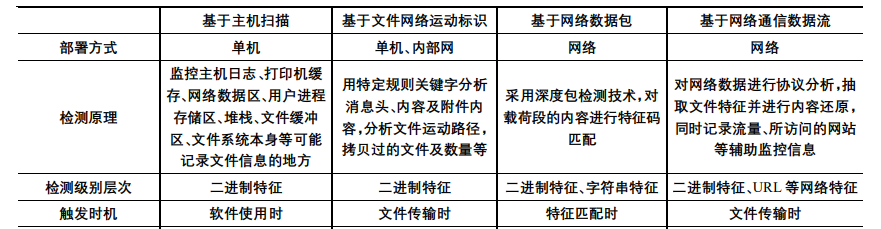 基于主机扫描 基于文件网络运动标识 基于网络数据包 基于网络通信数据流
部署方式 单机 单机、内部网 网络 网络
检测原理
监控主机日志、打印机缓
存、网络数据区、用户进程
存储区、堆栈、文件缓冲
区、文件系统本身等可能
记录文件信息的地方
用特定规则关键字分析
消息头、内容及附件内
容,分析文件运动路径,
拷贝过的文件及数量等
采用深度包检测技术,对
载荷段的内容进行特征码
匹配
对网络数据进行协议分析,抽
取文件特征并进行内容还原,
同时记录流量、所访问的网站
等辅助监控信息
检测级别层次 二进制特征 二进制特征 二进制特征、字符串特征 二进制特征、URL 等网络特征
触发时机 软件使用时 文件传输时 特征匹配时 文件传输时